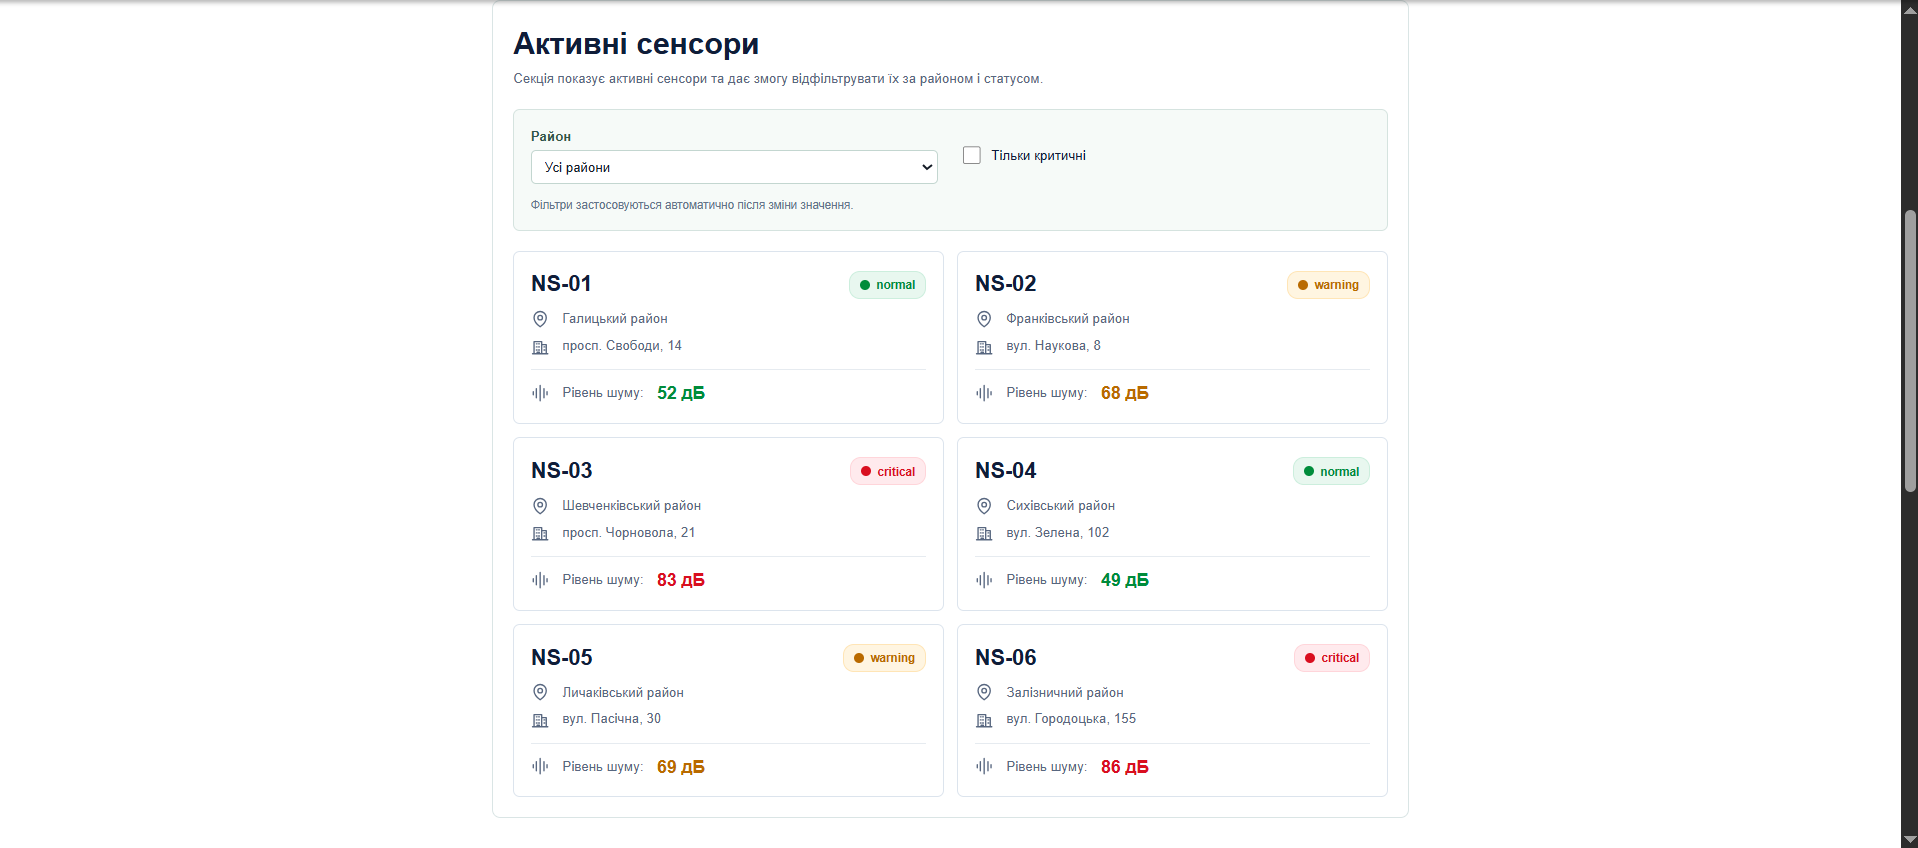 Активні сенсори
Секція показує активні сенсори та дає змогу відфільтрувати їх за районом і статусом.
Район
Усі райони
Тільки критичні
Фільтри застосовуються автоматично після зміни значення.
NS-01
normal
Галицький район
просп. Свободи, 14
Рівень шуму: 52 дБ
NS-02
warning
Франківський район
вул. Наукова, 8
Рівень шуму: 68 дБ
NS-03
critical
Шевченківський район
просп. Чорновола, 21
Рівень шуму: 83 дБ
NS-04
normal
Сихівський район
вул. Зелена, 102
Рівень шуму: 49 дБ
NS-05
warning
Личаківський район
вул. Пасічна, 30
Рівень шуму: 69 дБ
NS-06
critical
Залізничний район
вул. Городоцька, 155
Рівень шуму: 86 дБ